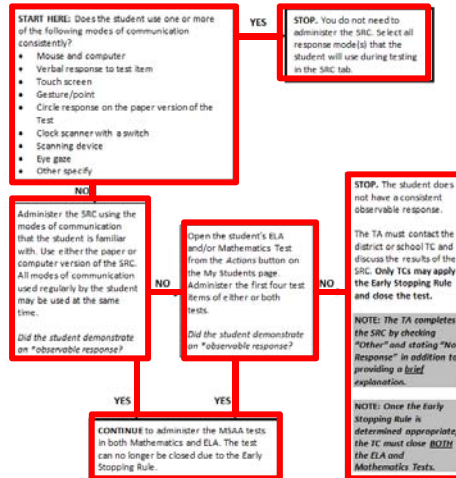 START HERE: Does the student use one or more
of the following modes of communication
consistently?
• Mouse and computer
• Verbal response to test item
• Touch screen
• Gesture/point
• Circle response on the paper version of the
Test
• Clock scanner with a switch
• Scanning device
• Eye gaze
• Other specify
YES
STOP. You do not need to
administer the SRC. Select all
response mode(s) that the
student will use during testing
in the SRC tab.
NO
Administer the SRC using the
modes of communication
that the student is familiar
with. Use either the paper or
computer version of the SRC.
All modes of communication
used regularly by the student
may be used at the same
time.
Did the student demonstrate
an *observable response?
NO
Open the student's ELA
and/or Mathematics Test
from the Actions button on
the My Students page.
Administer the first four test
items of either or both
tests.
Did the student demonstrate
an *observable response?
NO
STOP. The student does
not have a consistent
observable response.
The TA must contact the
district or school TC and
discuss the results of the
SRC. Only TCs may apply
the Early Stopping Rule
and close the test.
NOTE: The TA completes
the SRC by checking
"Other" and stating "No
Response" in addition to
providing a brief
explanation.
NOTE: Once the Early
Stopping Rule is
determined appropriate,
the TC must close BOTH
the ELA and
Mathematics Tests.
YES
YES
CONTINUE to administer the MSAA tests
in both Mathematics and ELA. The test
can no longer be closed due to the Early
Stopping Rule.